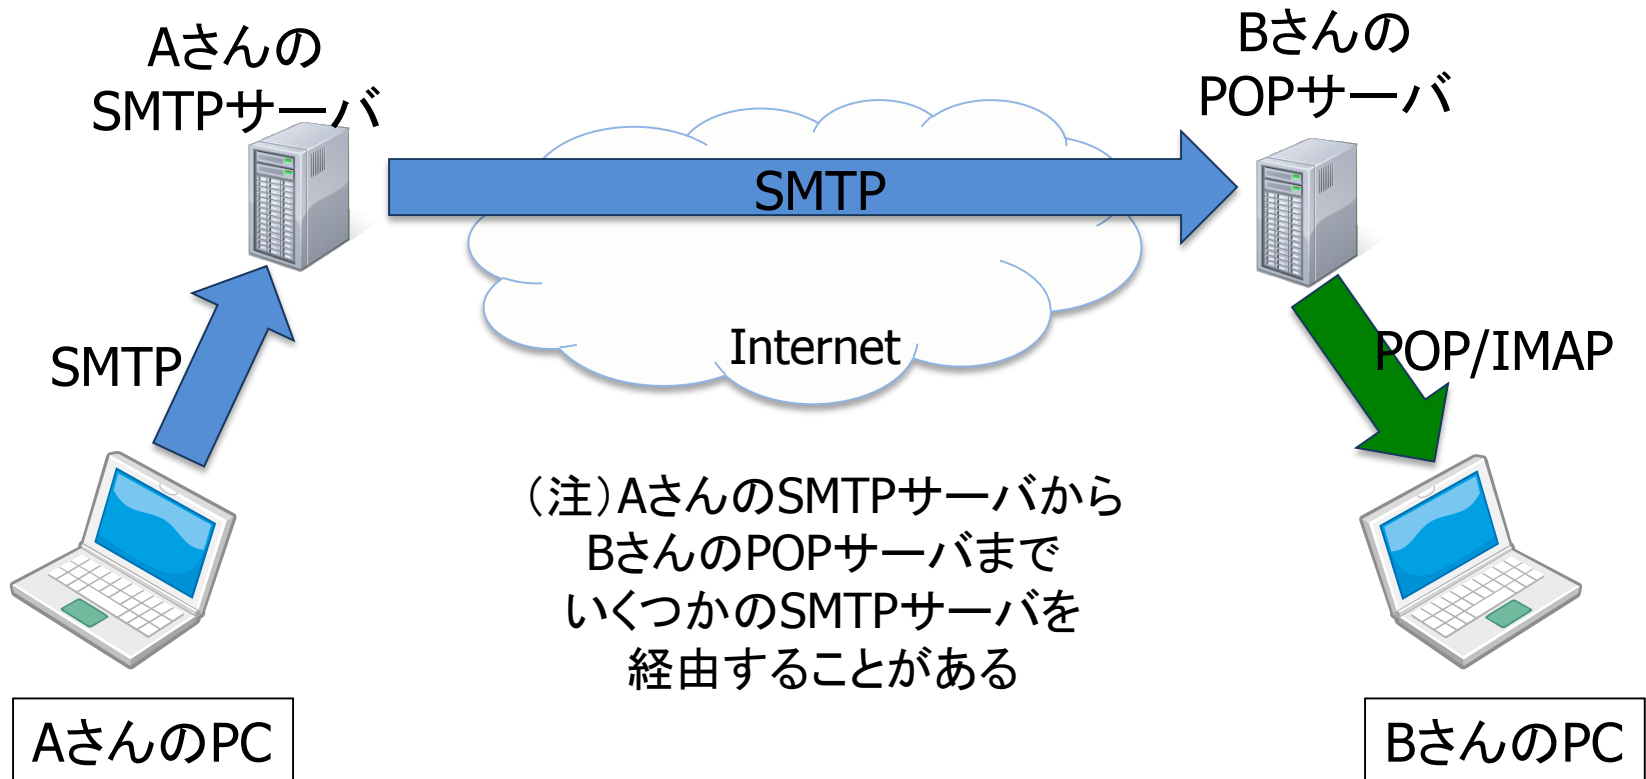 Aさんの
SMTPサーバ
Bさんの
POPサーバ
SMTP
Internet
SMTP
POP/IMAP
（注）AさんのSMTPサーバから
BさんのPOPサーバまで
いくつかのSMTPサーバを
経由することがある
AさんのPC
BさんのPC